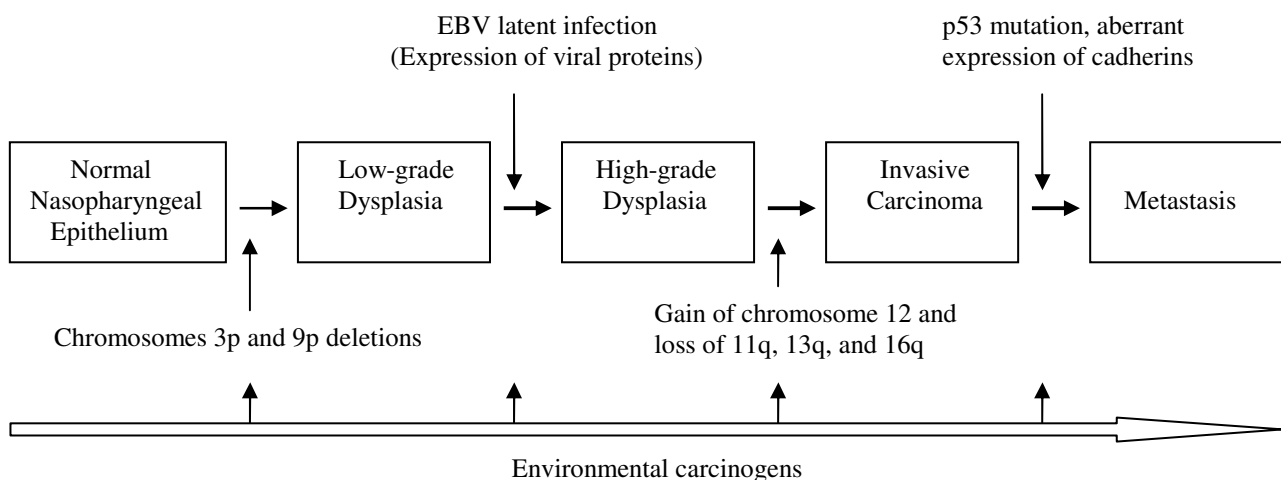 EBV latent infection
(Expression of viral proteins)
p53 mutation, aberrant
expression of cadherins
Normal
Nasopharyngeal
Epithelium
Low-grade
Dysplasia
High-grade
Dysplasia
Invasive
Carcinoma
Metastasis
Chromosomes 3p and 9p deletions
Gain of chromosome 12 and
loss of 11q, 13q, and 16q
Environmental carcinogens